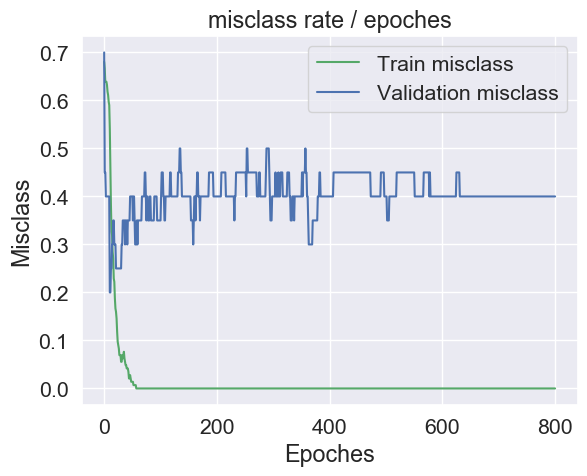 misclass rate / epoches
Train misclass
Validation misclass
Misclass
0.7
0.6
0.5
0.4
0.3
0.2
0.1
0.0
0 200 400 600 800
Epoches